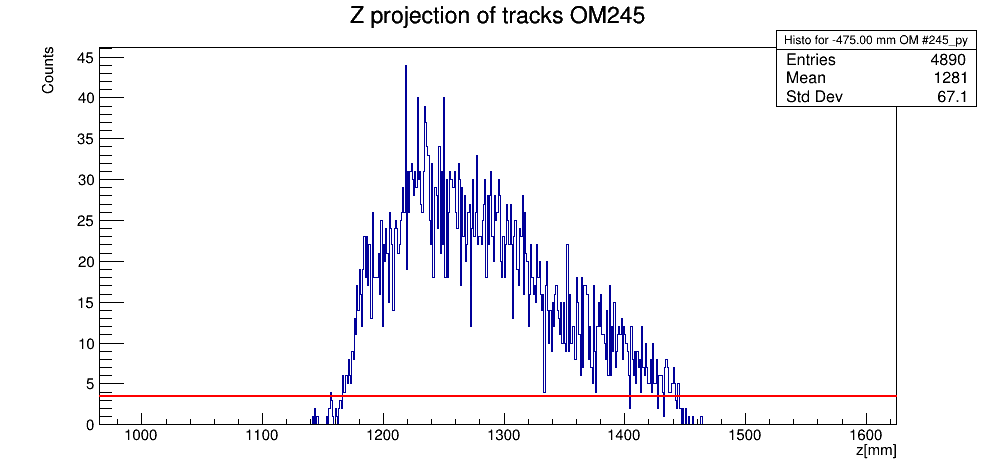 Z projection of tracks OM245
Histo for -475.00 mm OM #245_py
Entries 4890
Mean 1281
Std Dev 67.1
Counts
45
40
35
30
25
20
15
10
5
0
1000 1100 1200 1300 1400 1500 1600
z[mm]